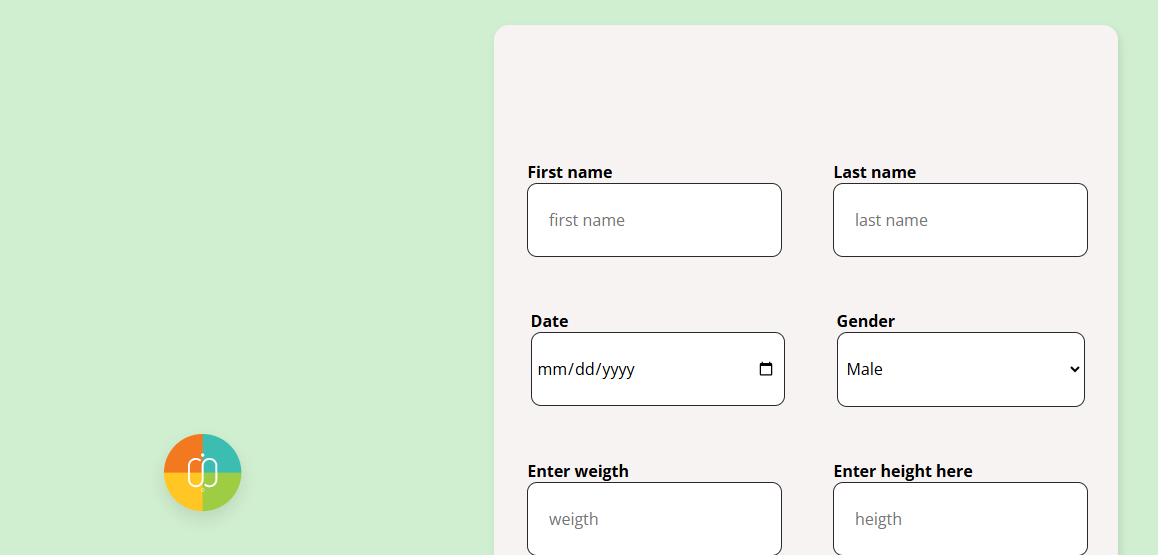 First name Last name
first name last name
Date Gender
mm/dd/yyyy Male
Enter weigth Enter height here
weigth heigth